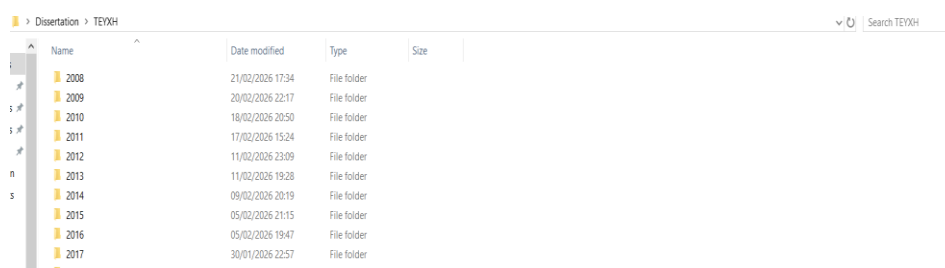 > Dissertation > TEYXH Search TEYXH
Name Date modified Type Size
2008 21/02/2026 17:34 File folder
2009 20/02/2026 22:17 File folder
2010 18/02/2026 20:50 File folder
2011 17/02/2026 15:24 File folder
2012 11/02/2026 23:09 File folder
2013 11/02/2026 19:28 File folder
2014 09/02/2026 20:19 File folder
2015 05/02/2026 21:15 File folder
2016 05/02/2026 19:47 File folder
2017 30/01/2026 22:57 File folder